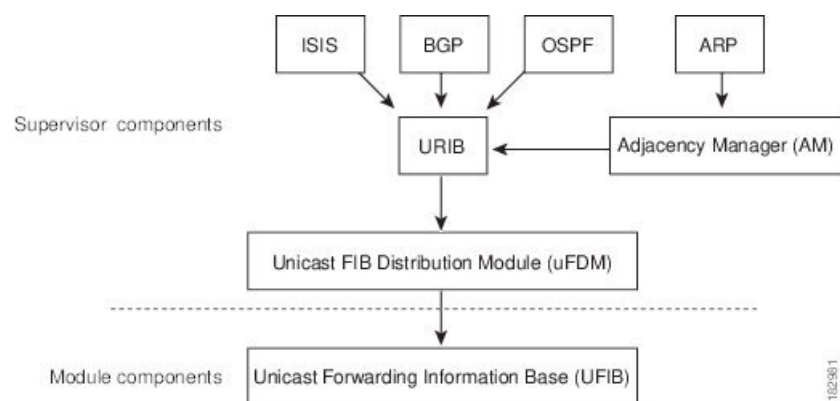 ISIS
BGP
OSPF
ARP
Supervisor components
URIB
Adjacency Manager (AM)
Unicast FIB Distribution Module (uFDM)
Module components
Unicast Forwarding Information Base (UFIB)
182981